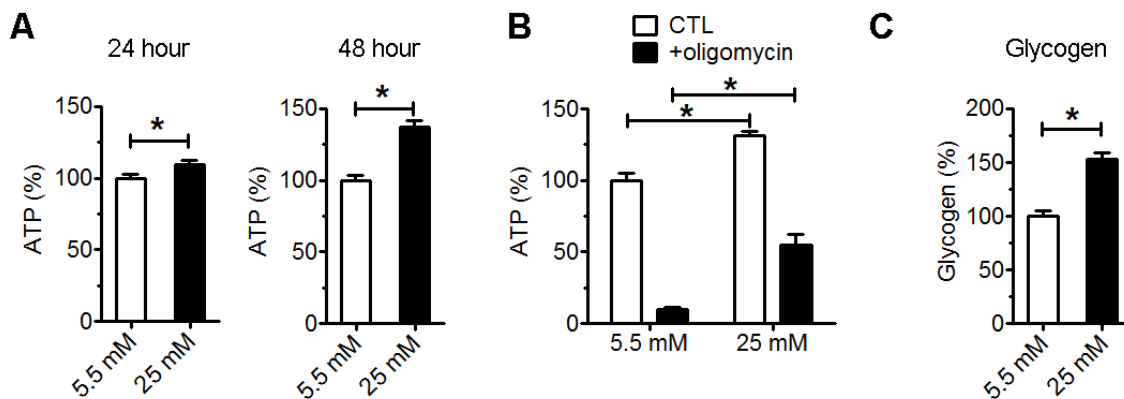 A
24 hour
ATP (%)
150
100
50
0
*
5.5 mM
25 mM
48 hour
ATP (%)
150
100
50
0
*
5.5 mM
25 mM
B
CTL
+oligomycin
ATP (%)
150
100
50
0
*
*
5.5 mM
25 mM
C
Glycogen
Glycogen (%)
200
150
100
50
0
*
5.5 mM
25 mM